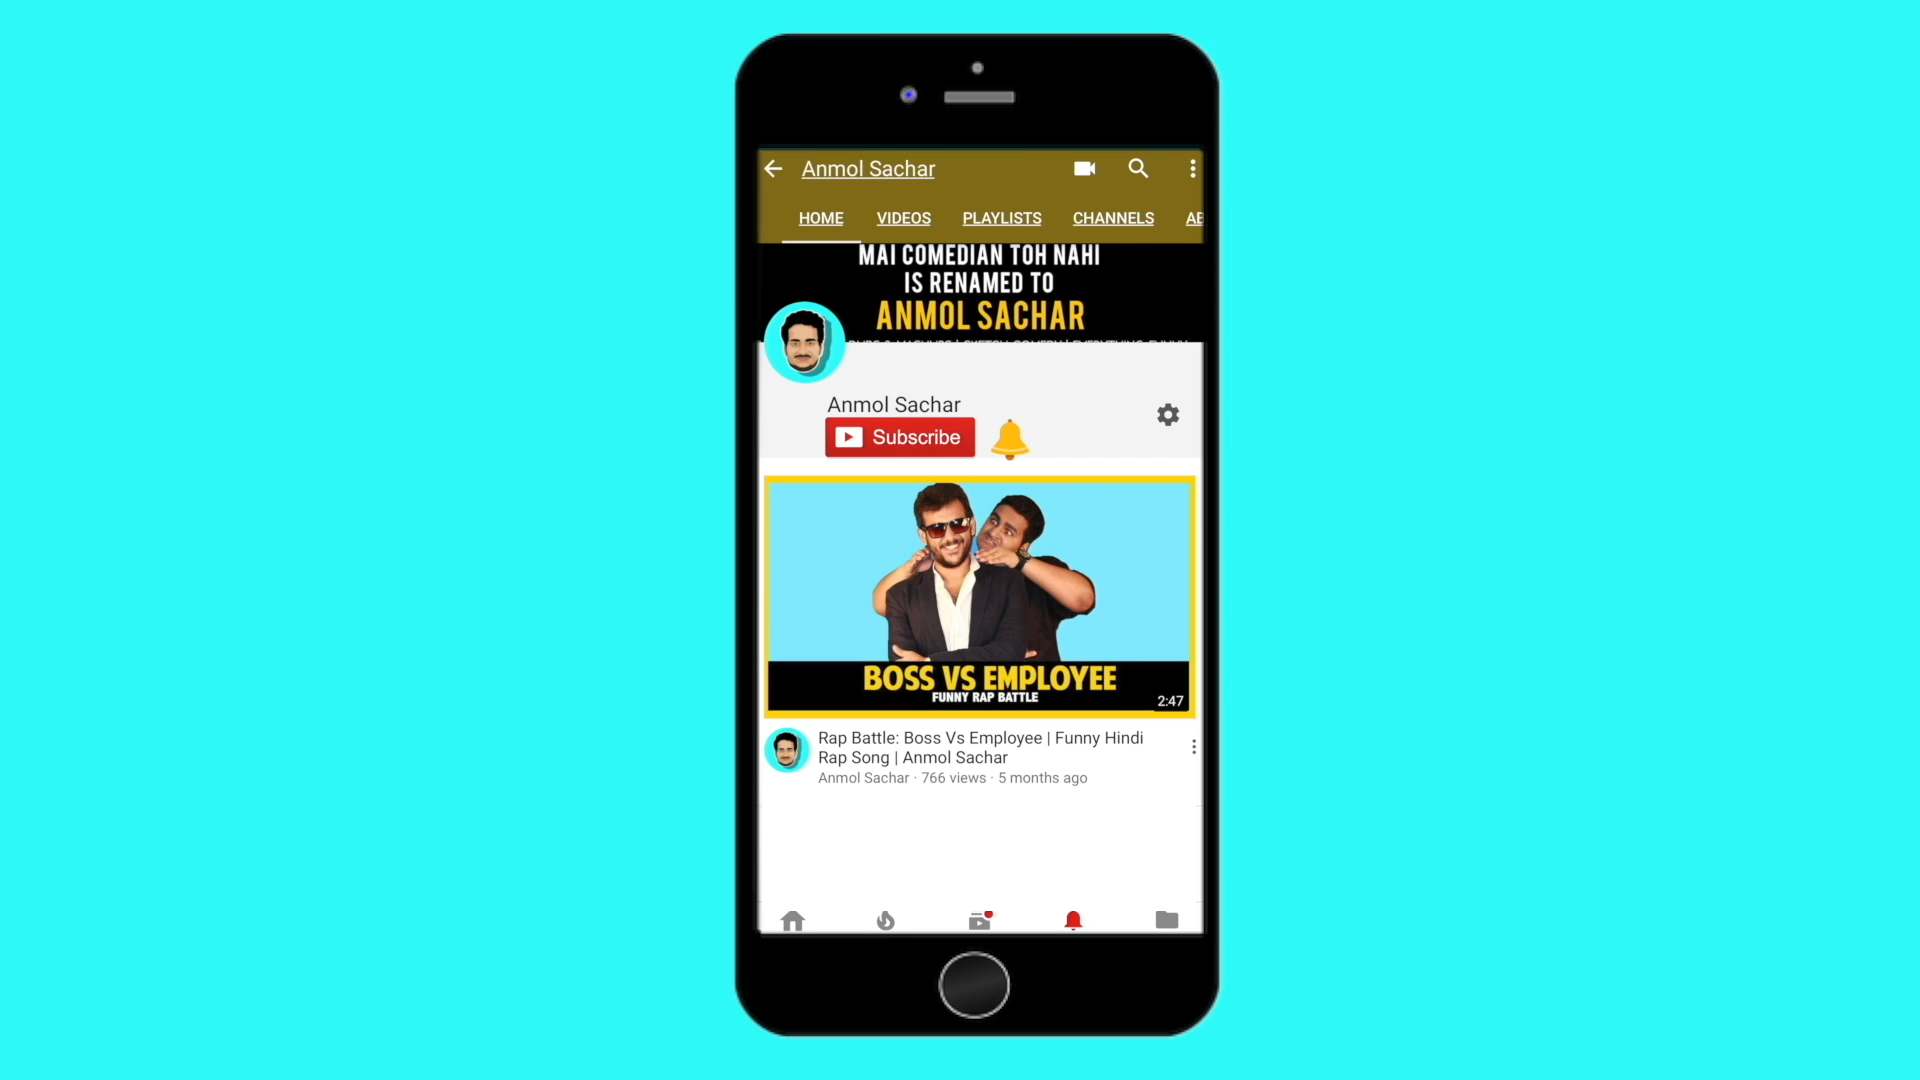 Anmol Sachar
HOME VIDEOS PLAYLISTS CHANNELS AB
MAI COMEDIAN TOH NAHI
IS RENAMED TO
ANMOL SACHAR
Anmol Sachar
Subscribe
BOSS VS EMPLOYEE
FUNNY RAP BATTLE
2:47
Rap Battle: Boss Vs Employee | Funny Hindi
Rap Song | Anmol Sachar
Anmol Sachar · 766 views · 5 months ago